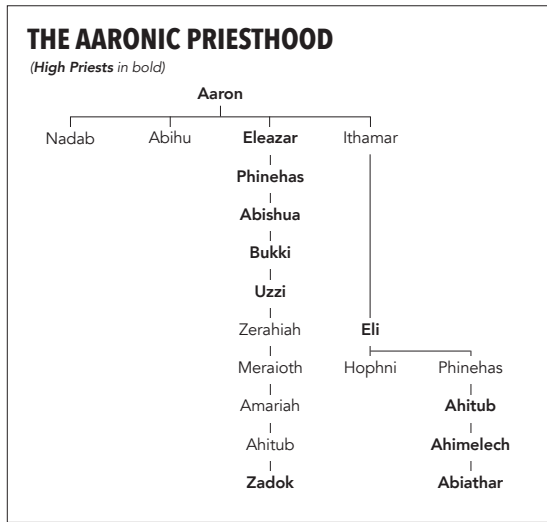 THE AARONIC PRIESTHOOD
(High Priests in bold)
Aaron
Nadab Abihu Eleazar Ithamar
Phinehas
Abishua
Bukki
Uzzi
Zerahiah Eli
Meraioth Hophni Phinehas
Amariah Ahitub
Ahitub Ahimelech
Zadok Abiathar